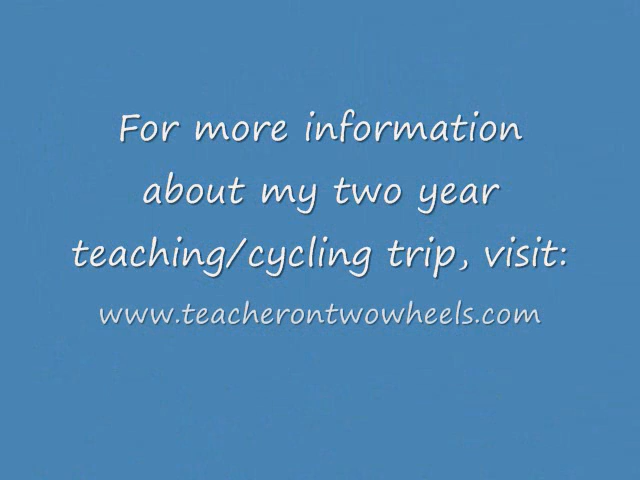 For more information
about my two year
teaching/cycling trip, visit:
www.teacherontwowheels.com